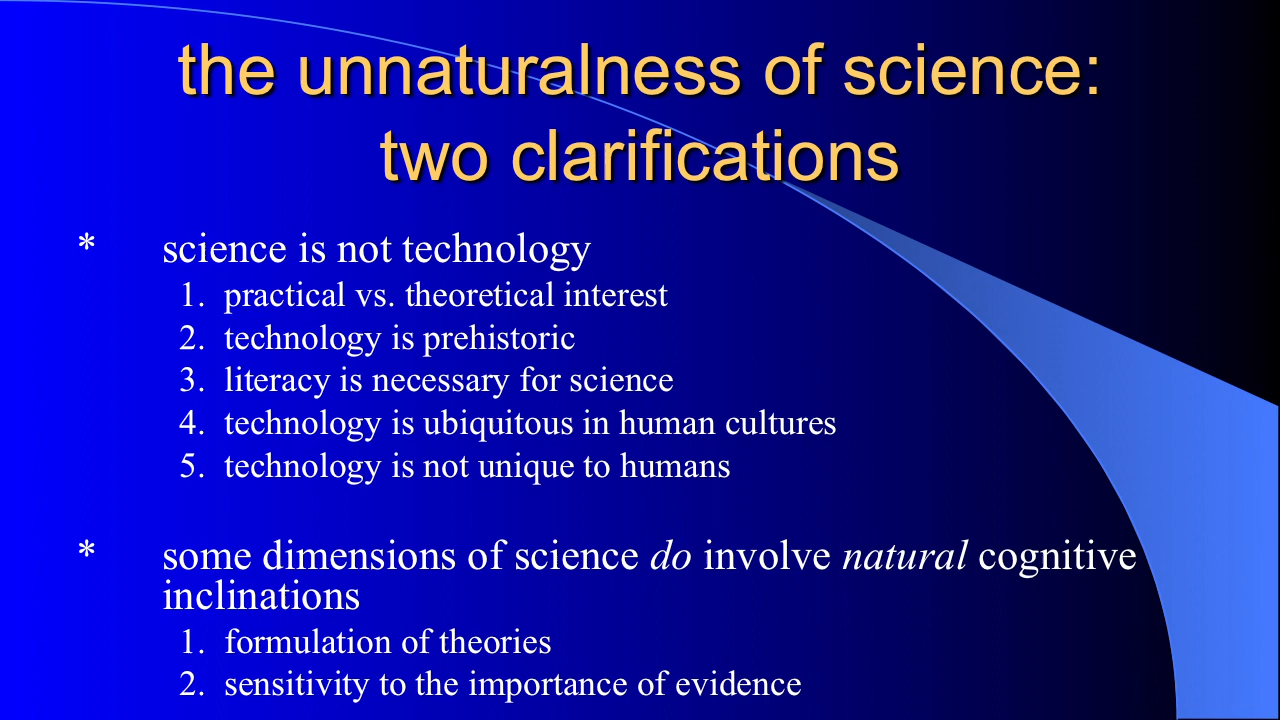 the unnaturalness of science:
two clarifications
* science is not technology
1. practical vs. theoretical interest
2. technology is prehistoric
3. literacy is necessary for science
4. technology is ubiquitous in human cultures
5. technology is not unique to humans
* some dimensions of science do involve natural cognitive
inclinations
1. formulation of theories
2. sensitivity to the importance of evidence